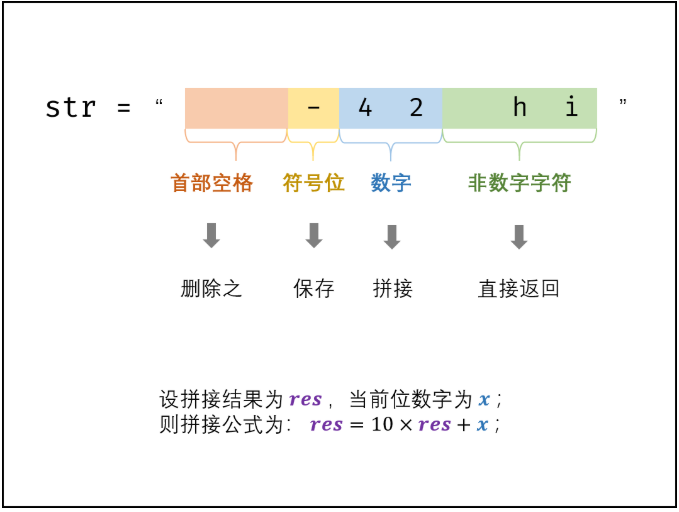 str = “ - 4 2 h i ”
首部空格 符号位 数字 非数字字符
删除之 保存 拼接 直接返回
设拼接结果为 res ，当前位数字为 x ；
则拼接公式为： res = 10 × res + x ；